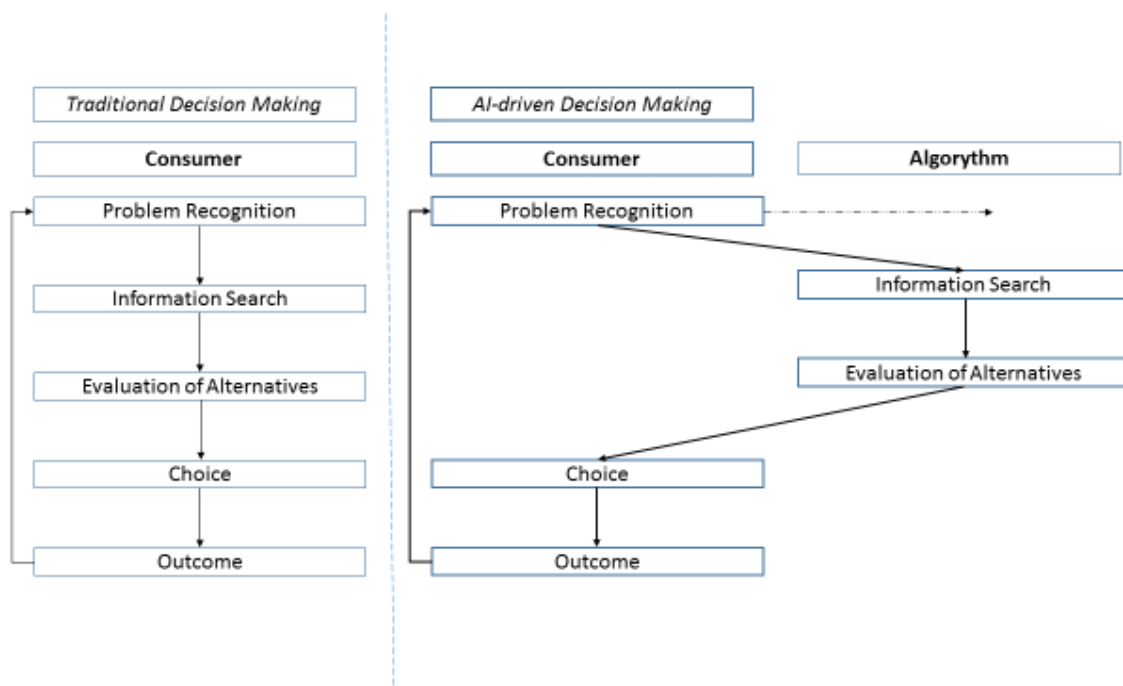 Traditional Decision Making
Consumer
Problem Recognition
Information Search
Evaluation of Alternatives
Choice
Outcome
AI-driven Decision Making
Consumer
Algorythm
Problem Recognition
Information Search
Evaluation of Alternatives
Choice
Outcome